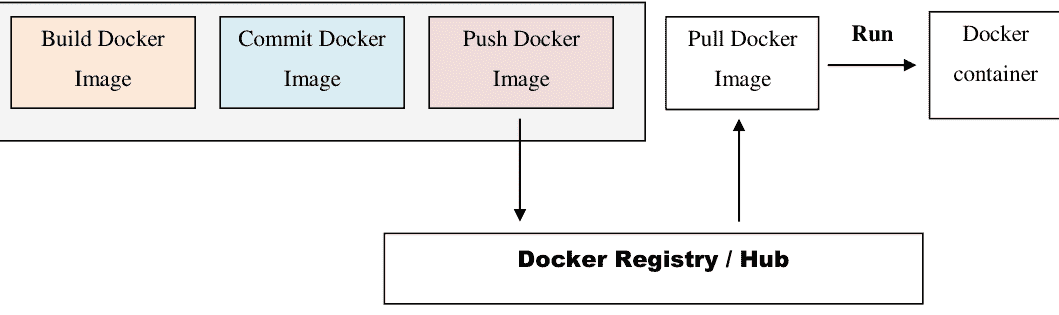 Build Docker
Image
Commit Docker
Image
Push Docker
Image
Pull Docker
Image
Run
Docker
container
Docker Registry / Hub